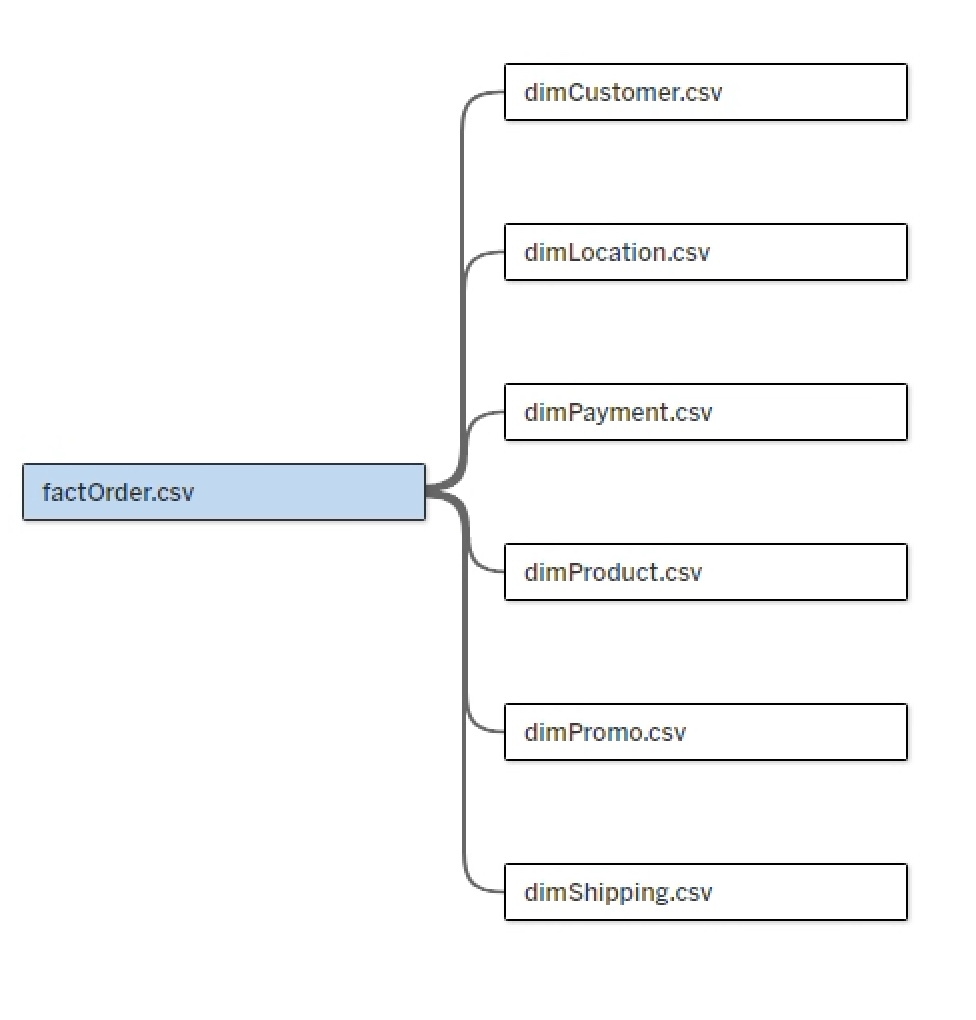 dimCustomer.csv
dimLocation.csv
dimPayment.csv
factOrder.csv
dimProduct.csv
dimPromo.csv
dimShipping.csv